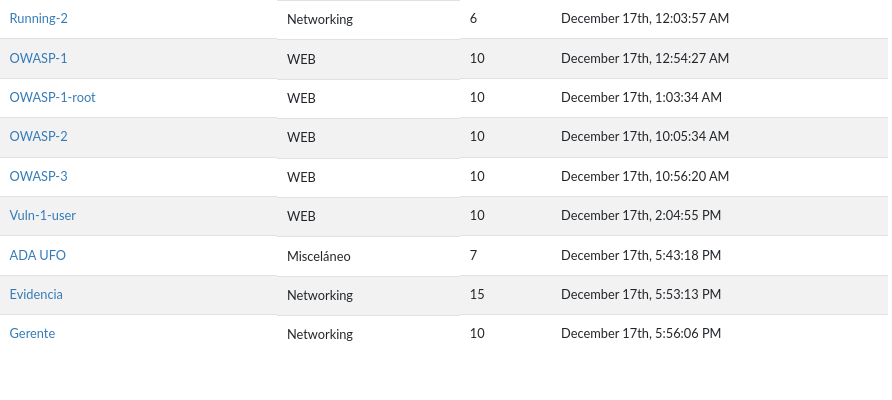 Running-2 Networking 6 December 17th, 12:03:57 AM
OWASP-1 WEB 10 December 17th, 12:54:27 AM
OWASP-1-root WEB 10 December 17th, 1:03:34 AM
OWASP-2 WEB 10 December 17th, 10:05:34 AM
OWASP-3 WEB 10 December 17th, 10:56:20 AM
Vuln-1-user WEB 10 December 17th, 2:04:55 PM
ADA UFO Misceláneo 7 December 17th, 5:43:18 PM
Evidencia Networking 15 December 17th, 5:53:13 PM
Gerente Networking 10 December 17th, 5:56:06 PM